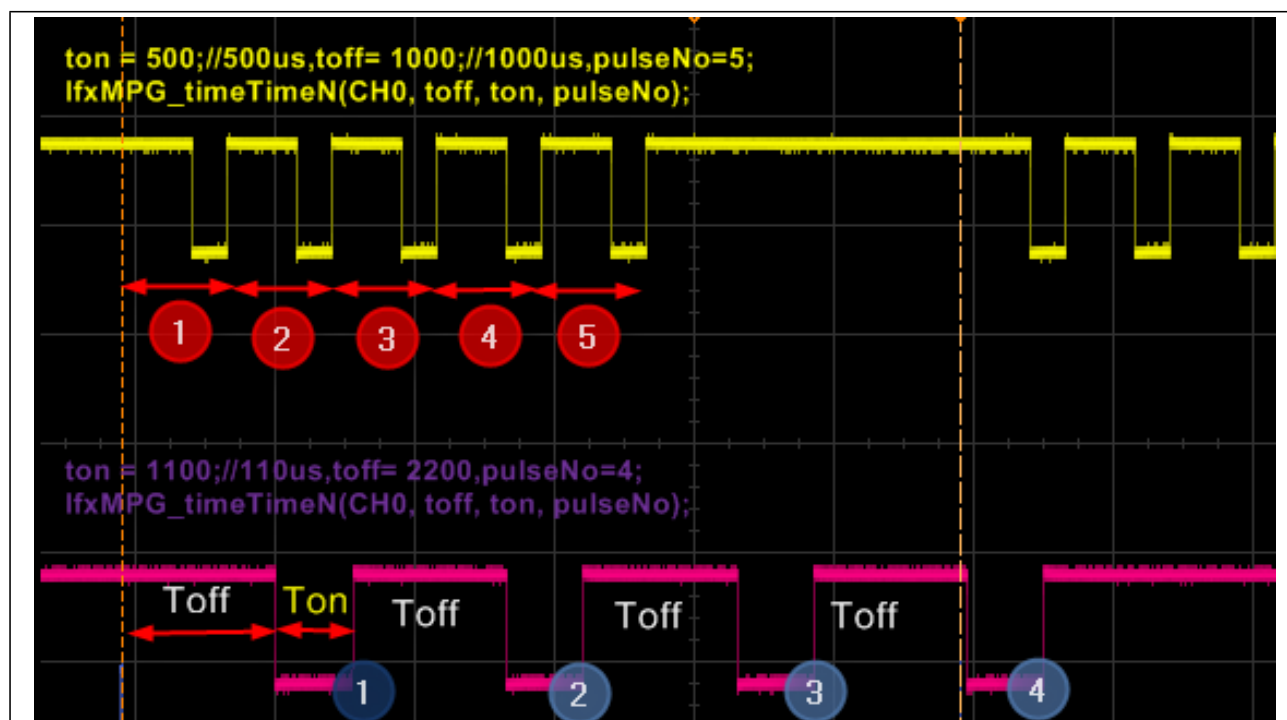 ton = 500;//500us,toff= 1000;//1000us,pulseNo=5;
IfxMPG_timeTimeN(CH0, toff, ton, pulseNo);
1 2 3 4 5
ton = 1100;//110us,toff= 2200,pulseNo=4;
IfxMPG_timeTimeN(CH0, toff, ton, pulseNo);
Toff Ton Toff Toff Toff
1 2 3 4